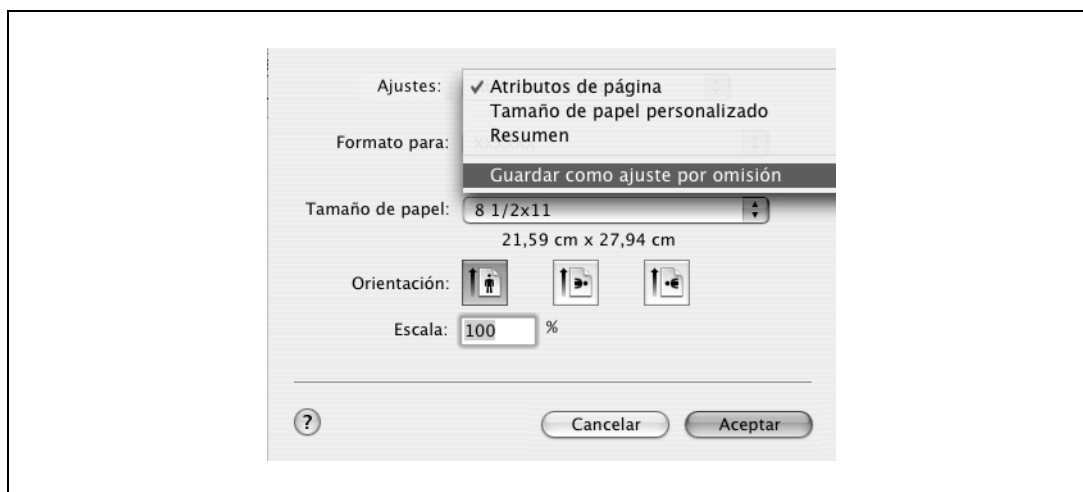 Ajustes: ✓ Atributos de página
Tamaño de papel personalizado
Resumen
Guardar como ajuste por omisión
Formato para:
Tamaño de papel: 8 1/2x11
21,59 cm x 27,94 cm
Orientación:
Escala: 100 %
?
Cancelar Aceptar